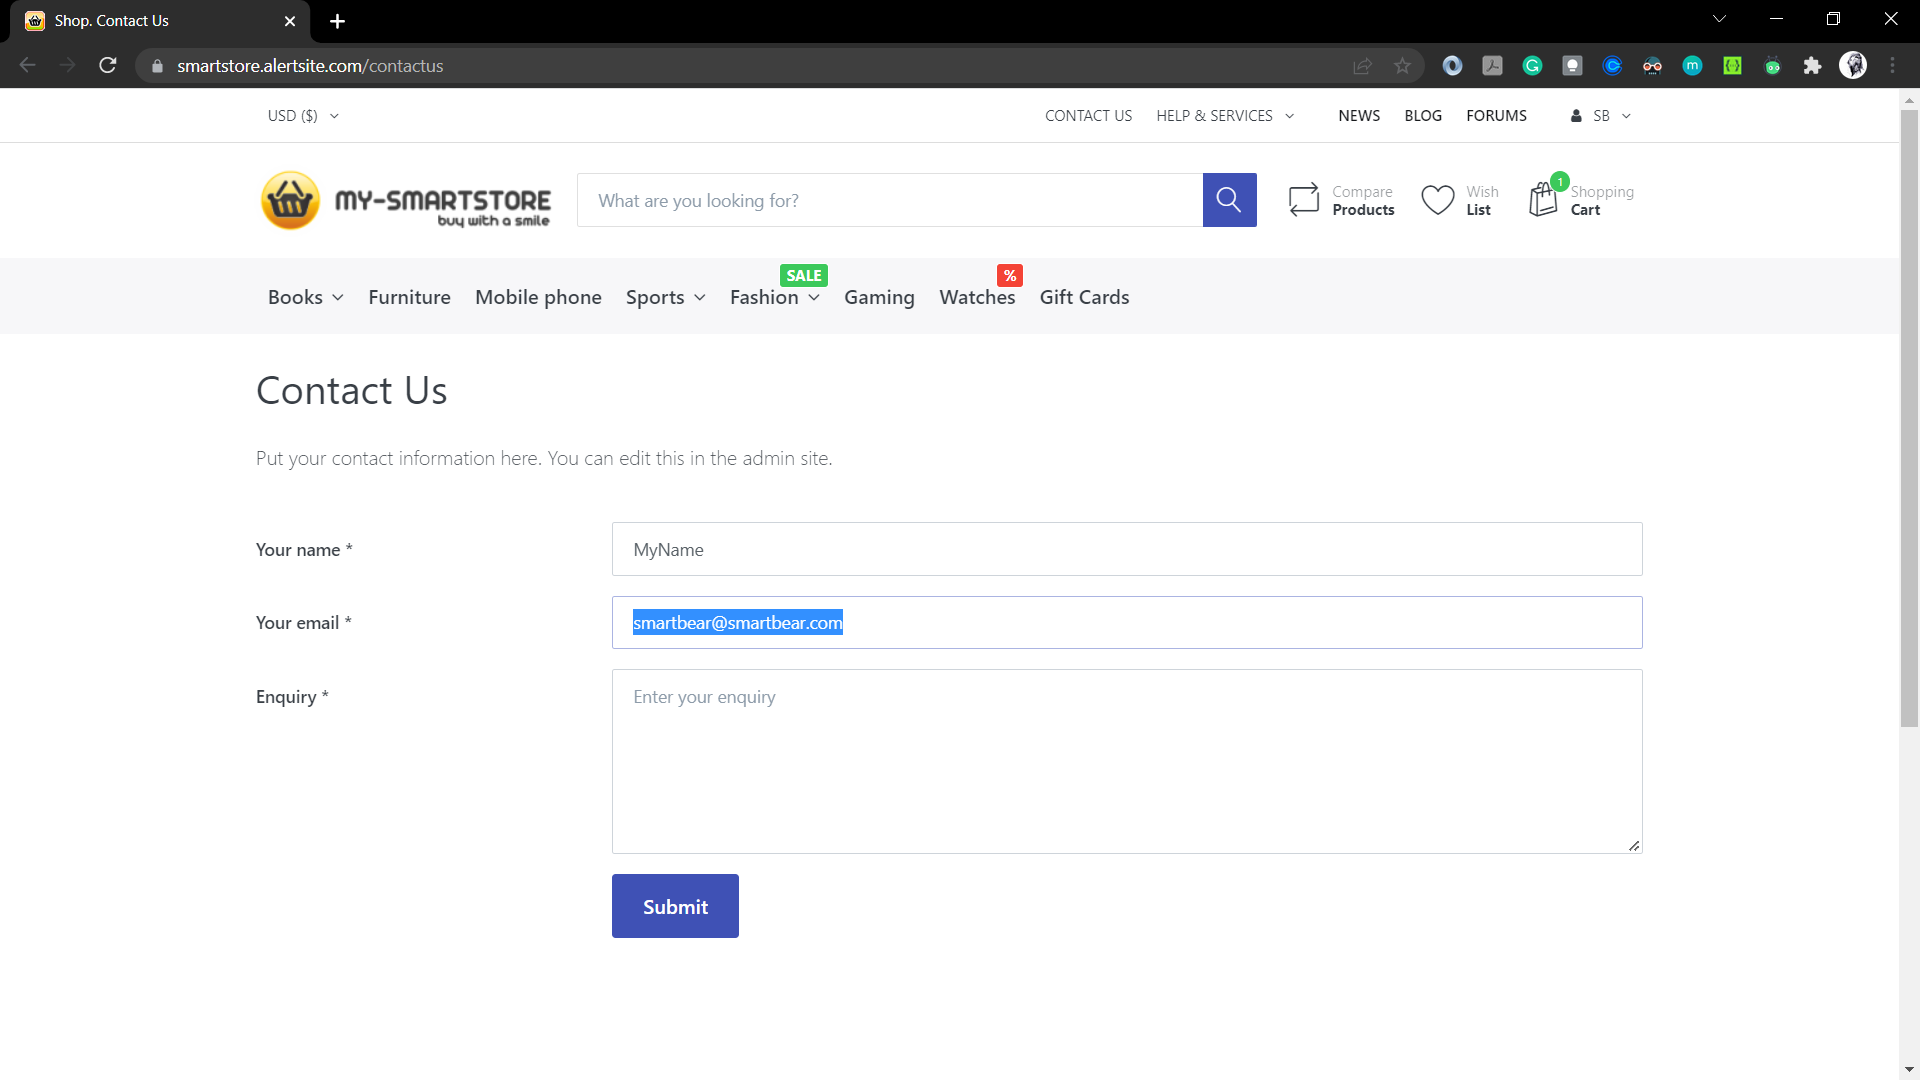 Shop. Contact Us
smartstore.alertsite.com/contactus
USD ($)
CONTACT US
HELP & SERVICES
NEWS
BLOG
FORUMS
SB
MY-SMARTSTORE
buy with a smile
What are you looking for?
Compare
Products
Wish
List
1
Shopping
Cart
SALE
%
Books
Furniture
Mobile phone
Sports
Fashion
Gaming
Watches
Gift Cards
Contact Us
Put your contact information here. You can edit this in the admin site.
Your name *
MyName
Your email *
smartbear@smartbear.com
Enquiry *
Enter your enquiry
Submit